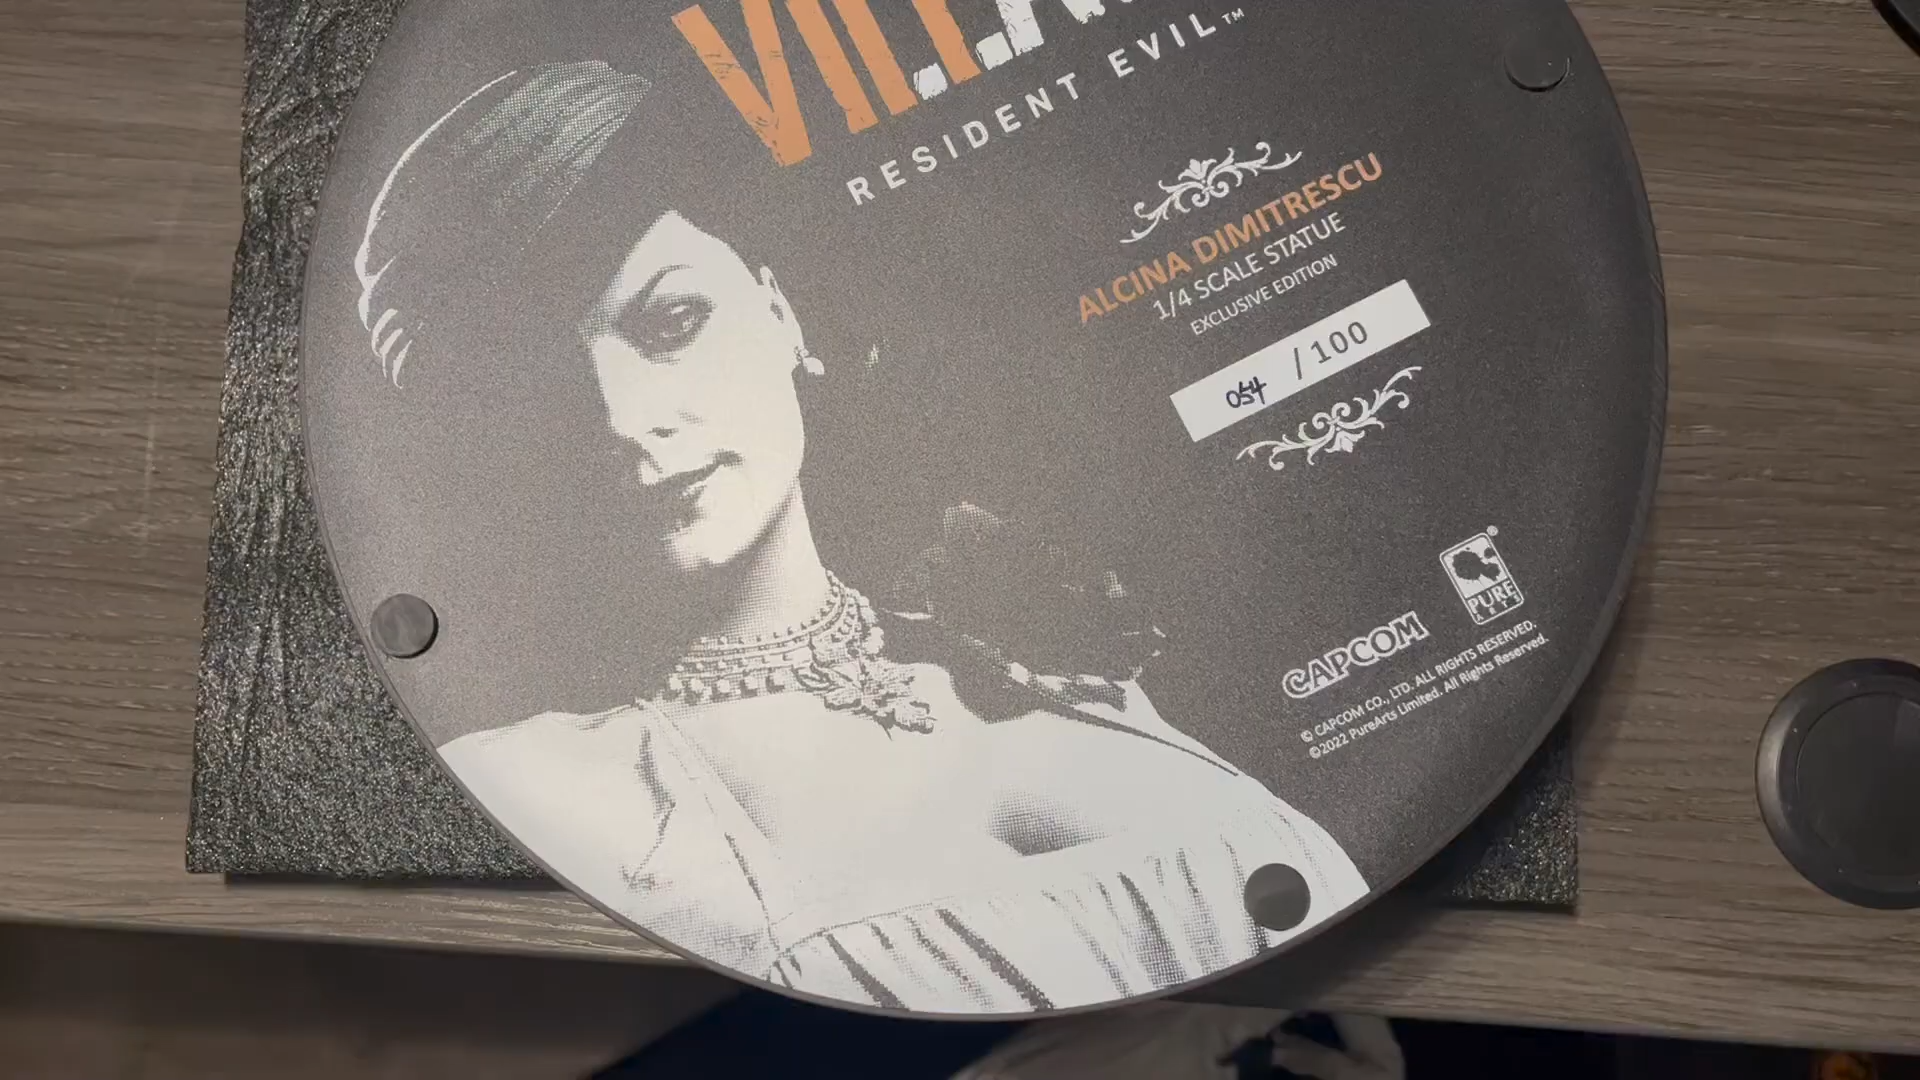 RESIDENT EVIL™
ALCINA DIMITRESCU
1/4 SCALE STATUE
EXCLUSIVE EDITION
054 / 100
PURE
ARTS
CAPCOM
© CAPCOM CO., LTD. ALL RIGHTS RESERVED.
©2022 PureArts Limited. All Rights Reserved.